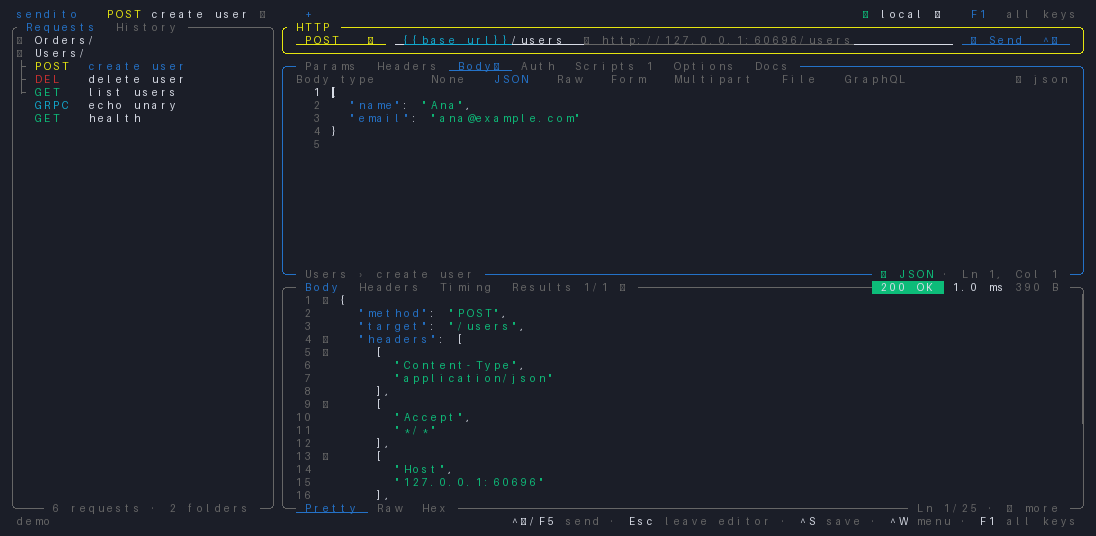 sendito POST create user +
local F1 all keys
Requests History
HTTP
Orders/
POST {{base_url}}/users http://127.0.0.1:60696/users Send ^
Users/
POST create user
DEL delete user
GET list users
GRPC echo unary
GET health
Params Headers Body Auth Scripts 1 Options Docs
Body type None JSON Raw Form Multipart File GraphQL json
1 {
2 "name": "Ana",
3 "email": "ana@example.com"
4 }
5
Users › create user JSON · Ln 1, Col 1
Body Headers Timing Results 1/1 200 OK 1.0 ms 390 B
1 {
2 "method": "POST",
3 "target": "/users",
4 "headers": [
5 [
6 "Content-Type",
7 "application/json"
8 ],
9 [
10 "Accept",
11 "*/*"
12 ],
13 [
14 "Host",
15 "127.0.0.1:60696"
16 ],
6 requests · 2 folders
Pretty Raw Hex Ln 1/25 · more
demo
^/F5 send · Esc leave editor · ^S save · ^W menu · F1 all keys